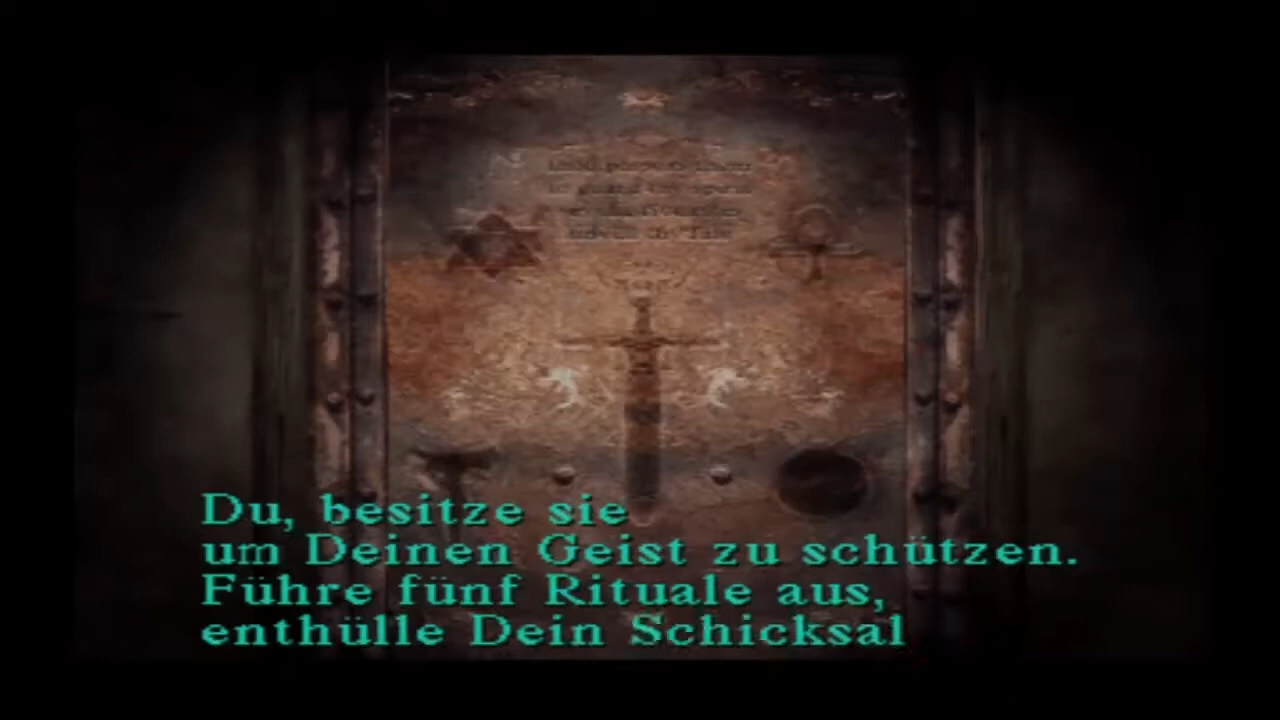 Du, besitze sie
um Deinen Geist zu schützen.
Führe fünf Rituale aus,
enthülle Dein Schicksal